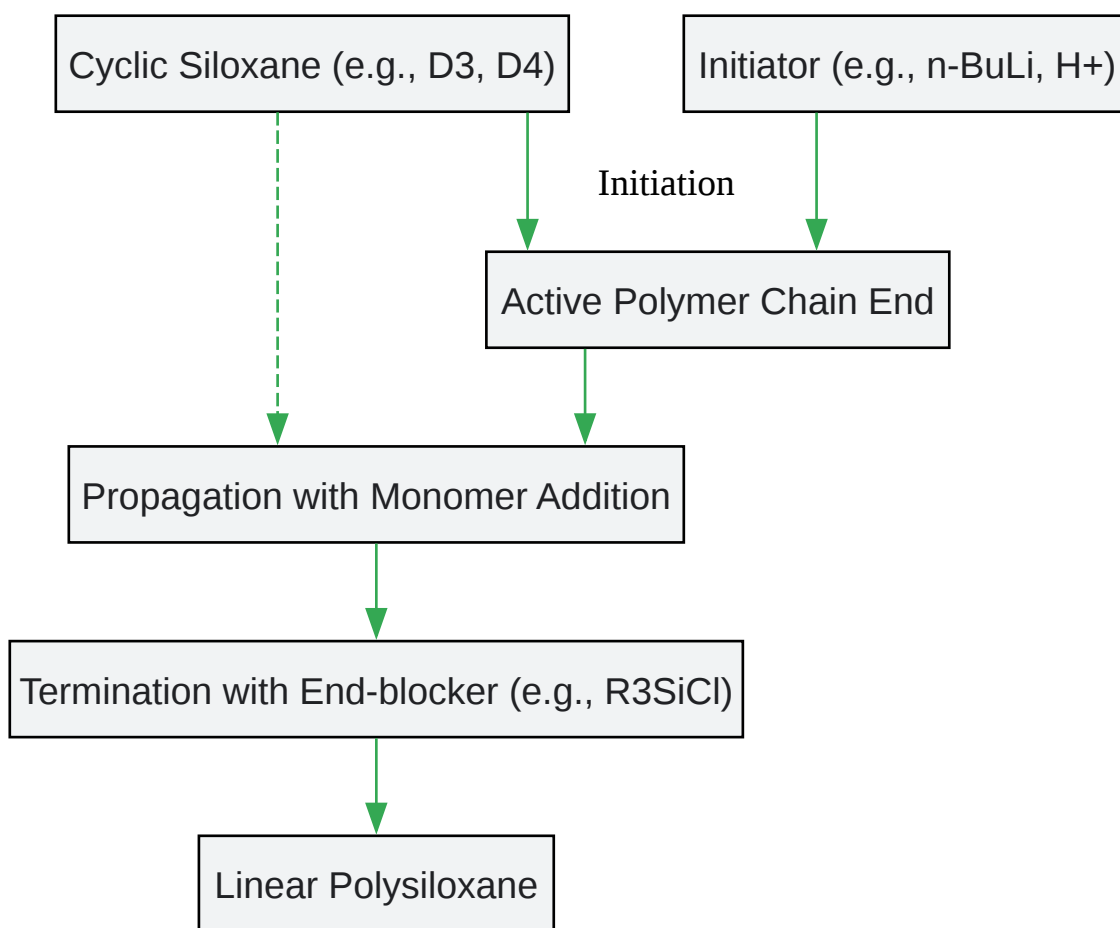 Cyclic Siloxane (e.g., D3, D4)
Initiator (e.g., n-BuLi, H+)
Initiation
Active Polymer Chain End
Propagation with Monomer Addition
Termination with End-blocker (e.g., R3SiCl)
Linear Polysiloxane